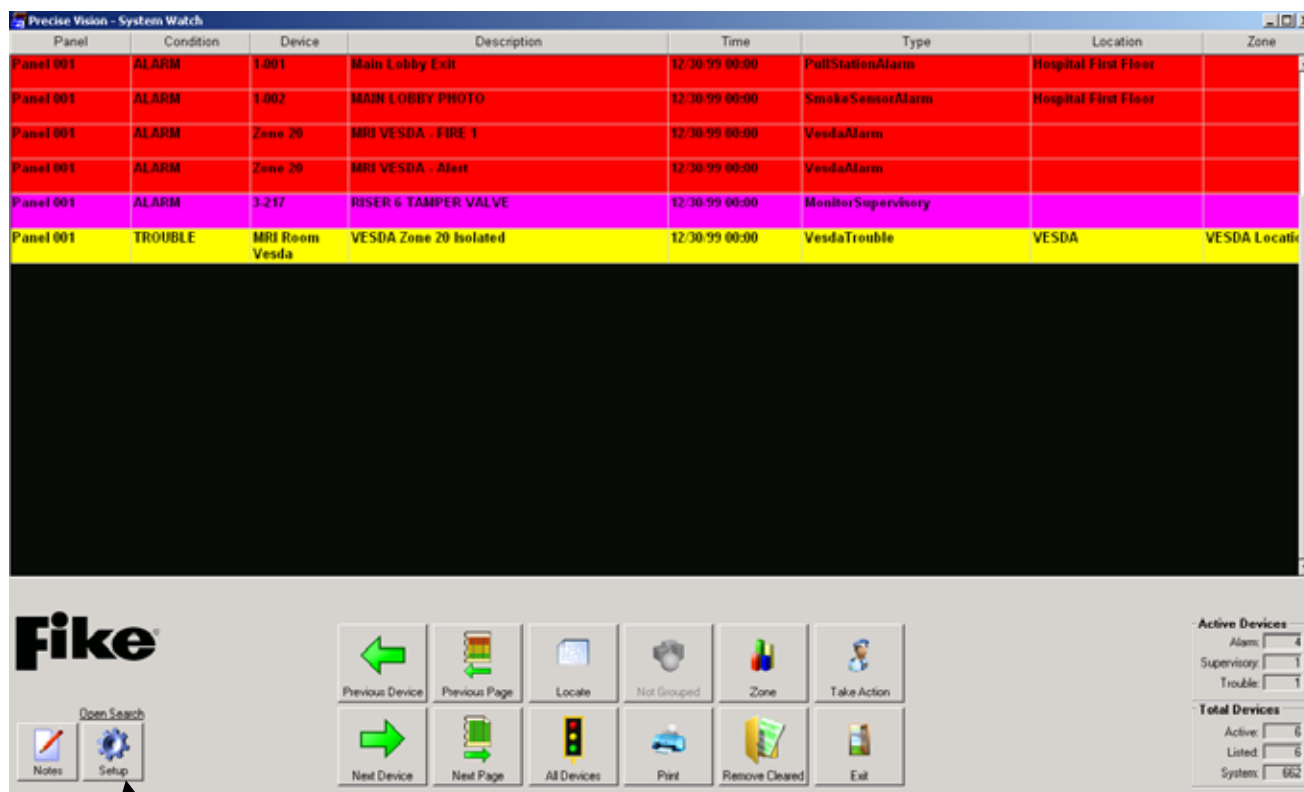 Precise Vision - System Watch
Panel Condition Device Description Time Type Location Zone
Panel 001 ALARM 1-001 Main Lobby Exit 12/30/99 00:00 PullStationAlarm Hospital First Floor
Panel 001 ALARM 1-002 MAIN LOBBY PHOTO 12/30/99 00:00 SmokeSensorAlarm Hospital First Floor
Panel 001 ALARM Zone 20 MRI VESDA - FIRE 1 12/30/99 00:00 VesdaAlarm
Panel 001 ALARM Zone 20 MRI VESDA - Alert 12/30/99 00:00 VesdaAlarm
Panel 001 ALARM 3-217 RISER 6 TAMPER VALVE 12/30/99 00:00 MonitorSupervisory
Panel 001 TROUBLE MRI Room VESDA Zone 20 Isolated 12/30/99 00:00 VesdaTrouble VESDA VESDA Locatio
Vesda
Fike
Previous Device Previous Page Locate Not Grouped Zone Take Action
Open Search
Notes Setup
Next Device Next Page All Devices Print Remove Cleared Exit
Active Devices
Alarm: 4
Supervisory: 1
Trouble: 1
Total Devices
Active: 6
Listed: 6
System: 662